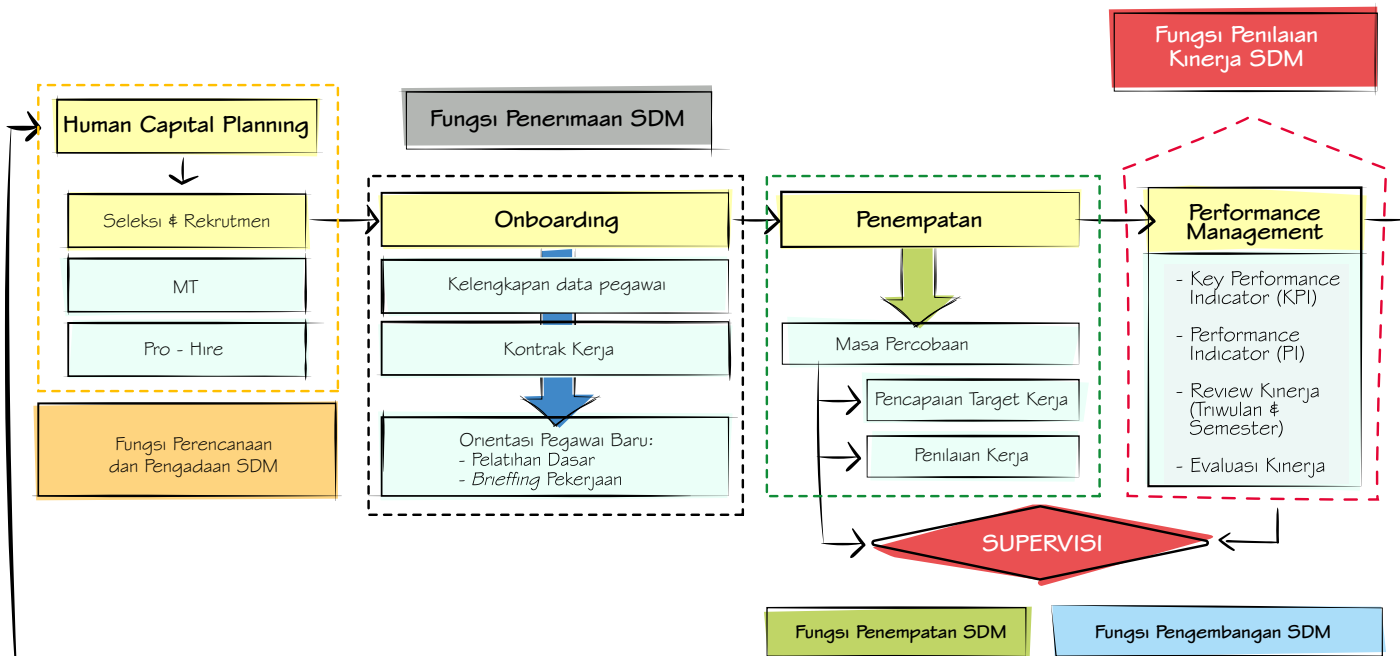 Fungsi Penilaian
Kinerja SDM
Human Capital Planning
Fungsi Penerimaan SDM
Seleksi & Rekrutmen
MT
Pro - Hire
Fungsi Perencanaan
dan Pengadaan SDM
Onboarding
Kelengkapan data pegawai
Kontrak Kerja
Orientasi Pegawai Baru:
- Pelatihan Dasar
- Brieffing Pekerjaan
Penempatan
Masa Percobaan
Pencapaian Target Kerja
Penilaian Kerja
Performance
Management
- Key Performance
Indicator (KPI)
- Performance
Indicator (PI)
- Review Kinerja
(Triwulan &
Semester)
- Evaluasi Kinerja
SUPERVISI
Fungsi Penempatan SDM
Fungsi Pengembangan SDM